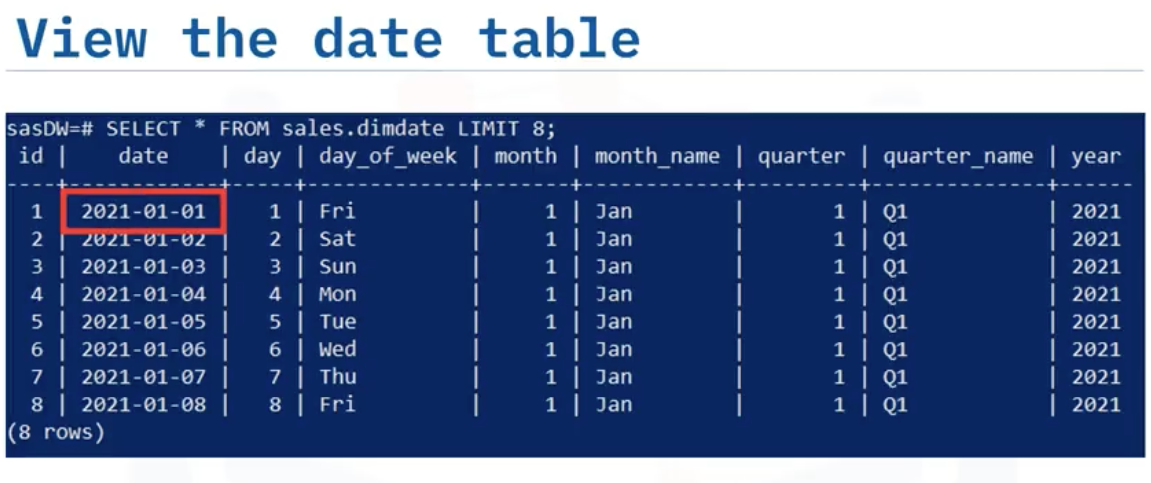 View the date table
sasDW=# SELECT * FROM sales.dimdate LIMIT 8;
id | date | day | day_of_week | month | month_name | quarter | quarter_name | year
----+------------+-----+-------------+-------+------------+---------+--------------+------
1 | 2021-01-01 | 1 | Fri | 1 | Jan | 1 | Q1 | 2021
2 | 2021-01-02 | 2 | Sat | 1 | Jan | 1 | Q1 | 2021
3 | 2021-01-03 | 3 | Sun | 1 | Jan | 1 | Q1 | 2021
4 | 2021-01-04 | 4 | Mon | 1 | Jan | 1 | Q1 | 2021
5 | 2021-01-05 | 5 | Tue | 1 | Jan | 1 | Q1 | 2021
6 | 2021-01-06 | 6 | Wed | 1 | Jan | 1 | Q1 | 2021
7 | 2021-01-07 | 7 | Thu | 1 | Jan | 1 | Q1 | 2021
8 | 2021-01-08 | 8 | Fri | 1 | Jan | 1 | Q1 | 2021
(8 rows)